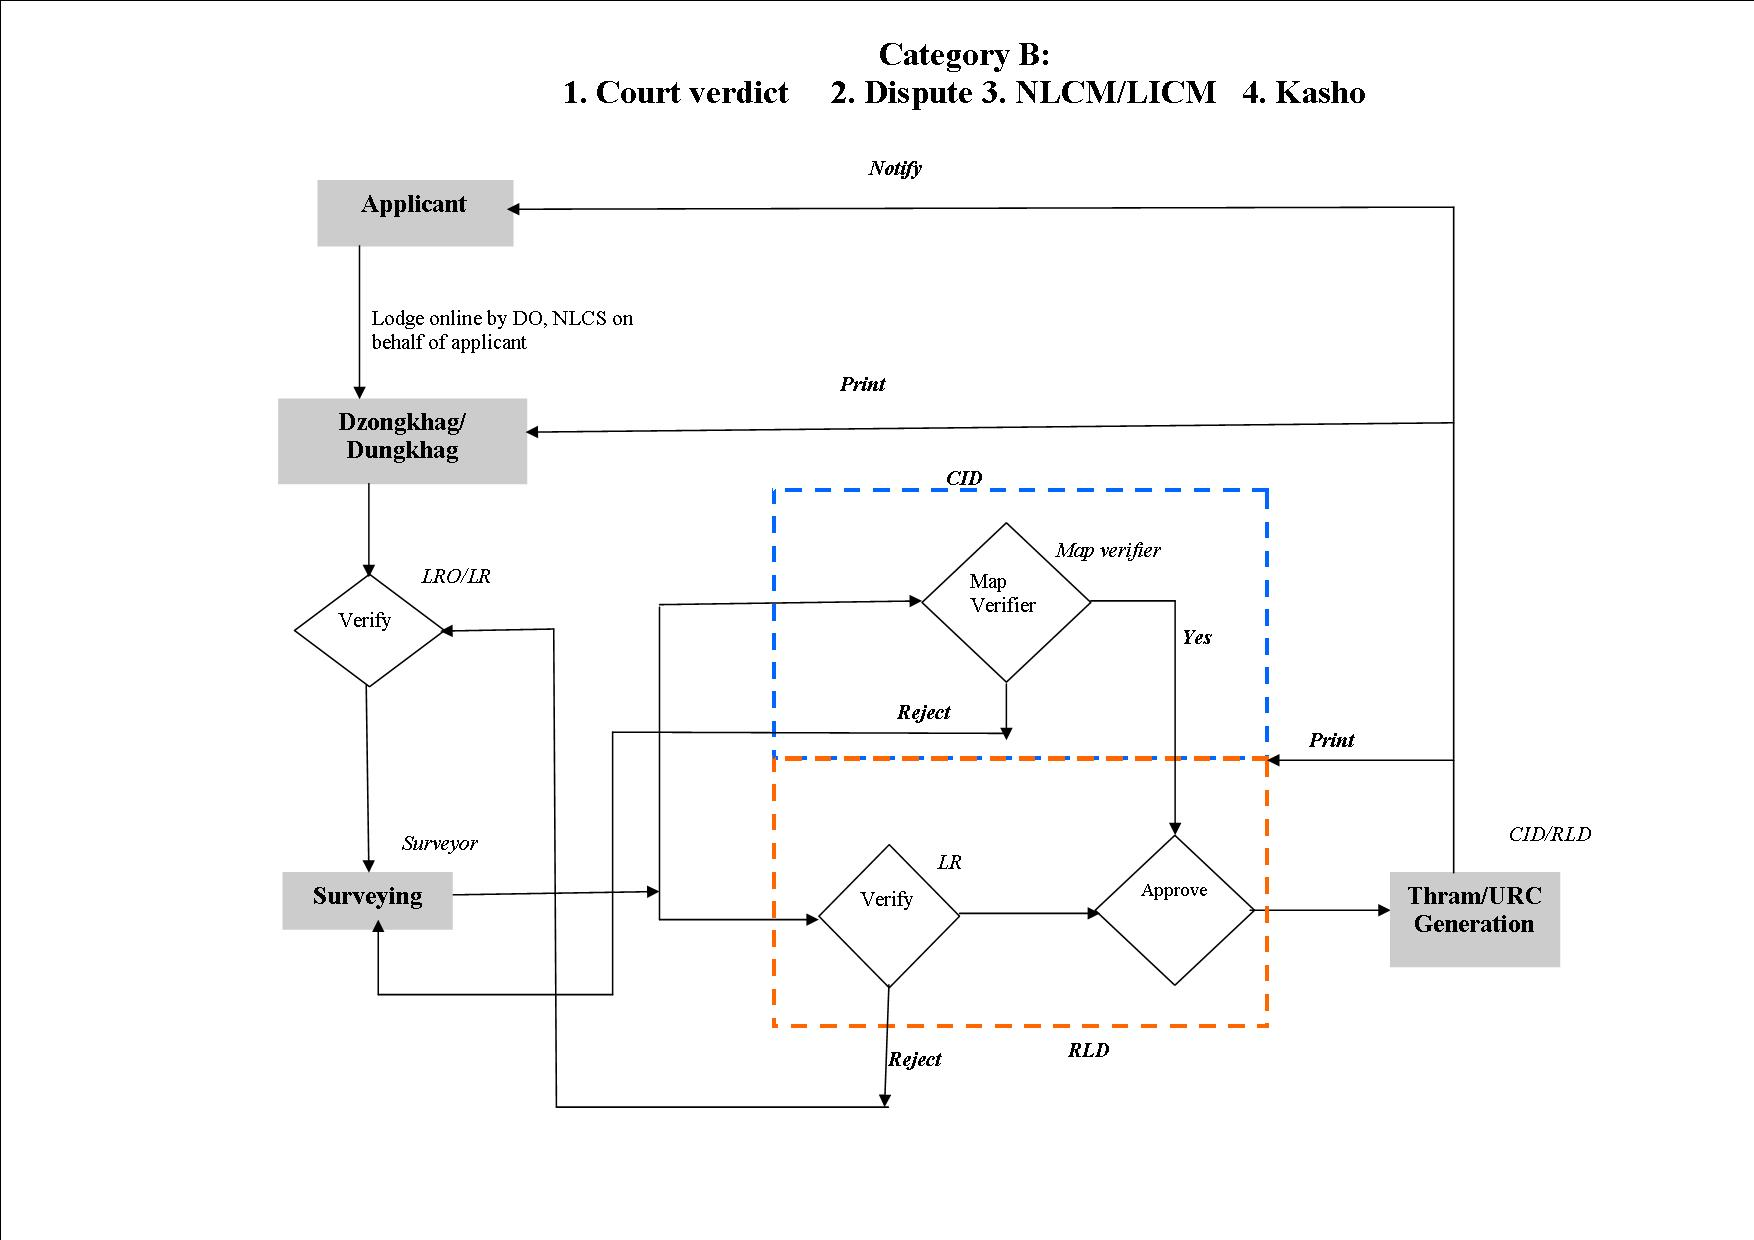 Category B:
1. Court verdict 2. Dispute 3. NLCM/LICM 4. Kasho
Notify
Applicant
Lodge online by DO, NLCS on
behalf of applicant
Print
Dzongkhag/
Dungkhag
CID
Map verifier
LRO/LR
Map
Verifier
Verify
Yes
Reject
Print
Surveyor
CID/RLD
LR
Surveying
Verify
Approve
Thram/URC
Generation
RLD
Reject